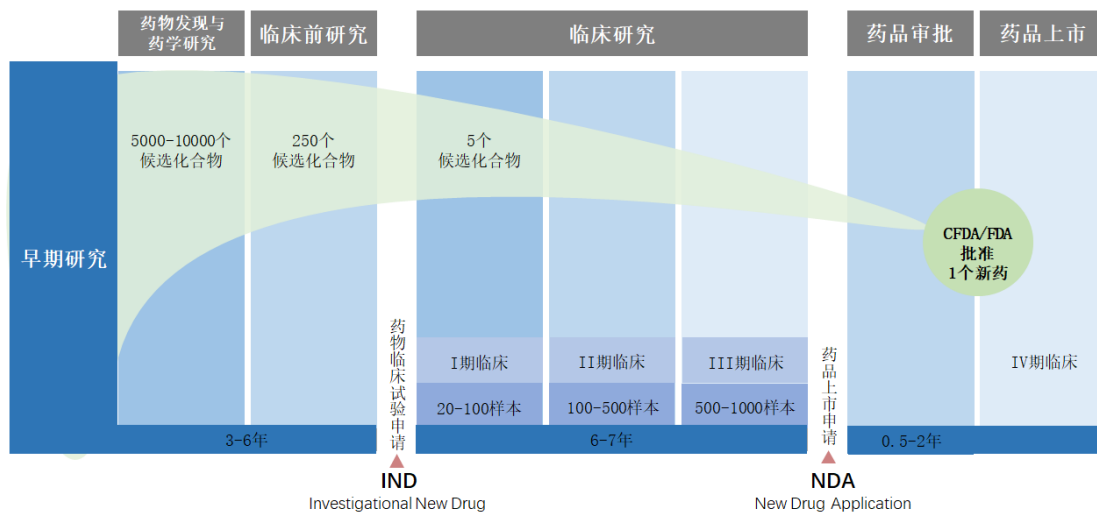 药物发现与
药学研究
临床前研究
临床研究
药品审批
药品上市
早期研究
5000-10000个
候选化合物
250个
候选化合物
5个
候选化合物
CFDA/FDA
批准
1个新药
药物临床试验申请
药品上市申请
I期临床
II期临床
III期临床
IV期临床
20-100样本
100-500样本
500-1000样本
3-6年
6-7年
0.5-2年
IND
Investigational New Drug
NDA
New Drug Application